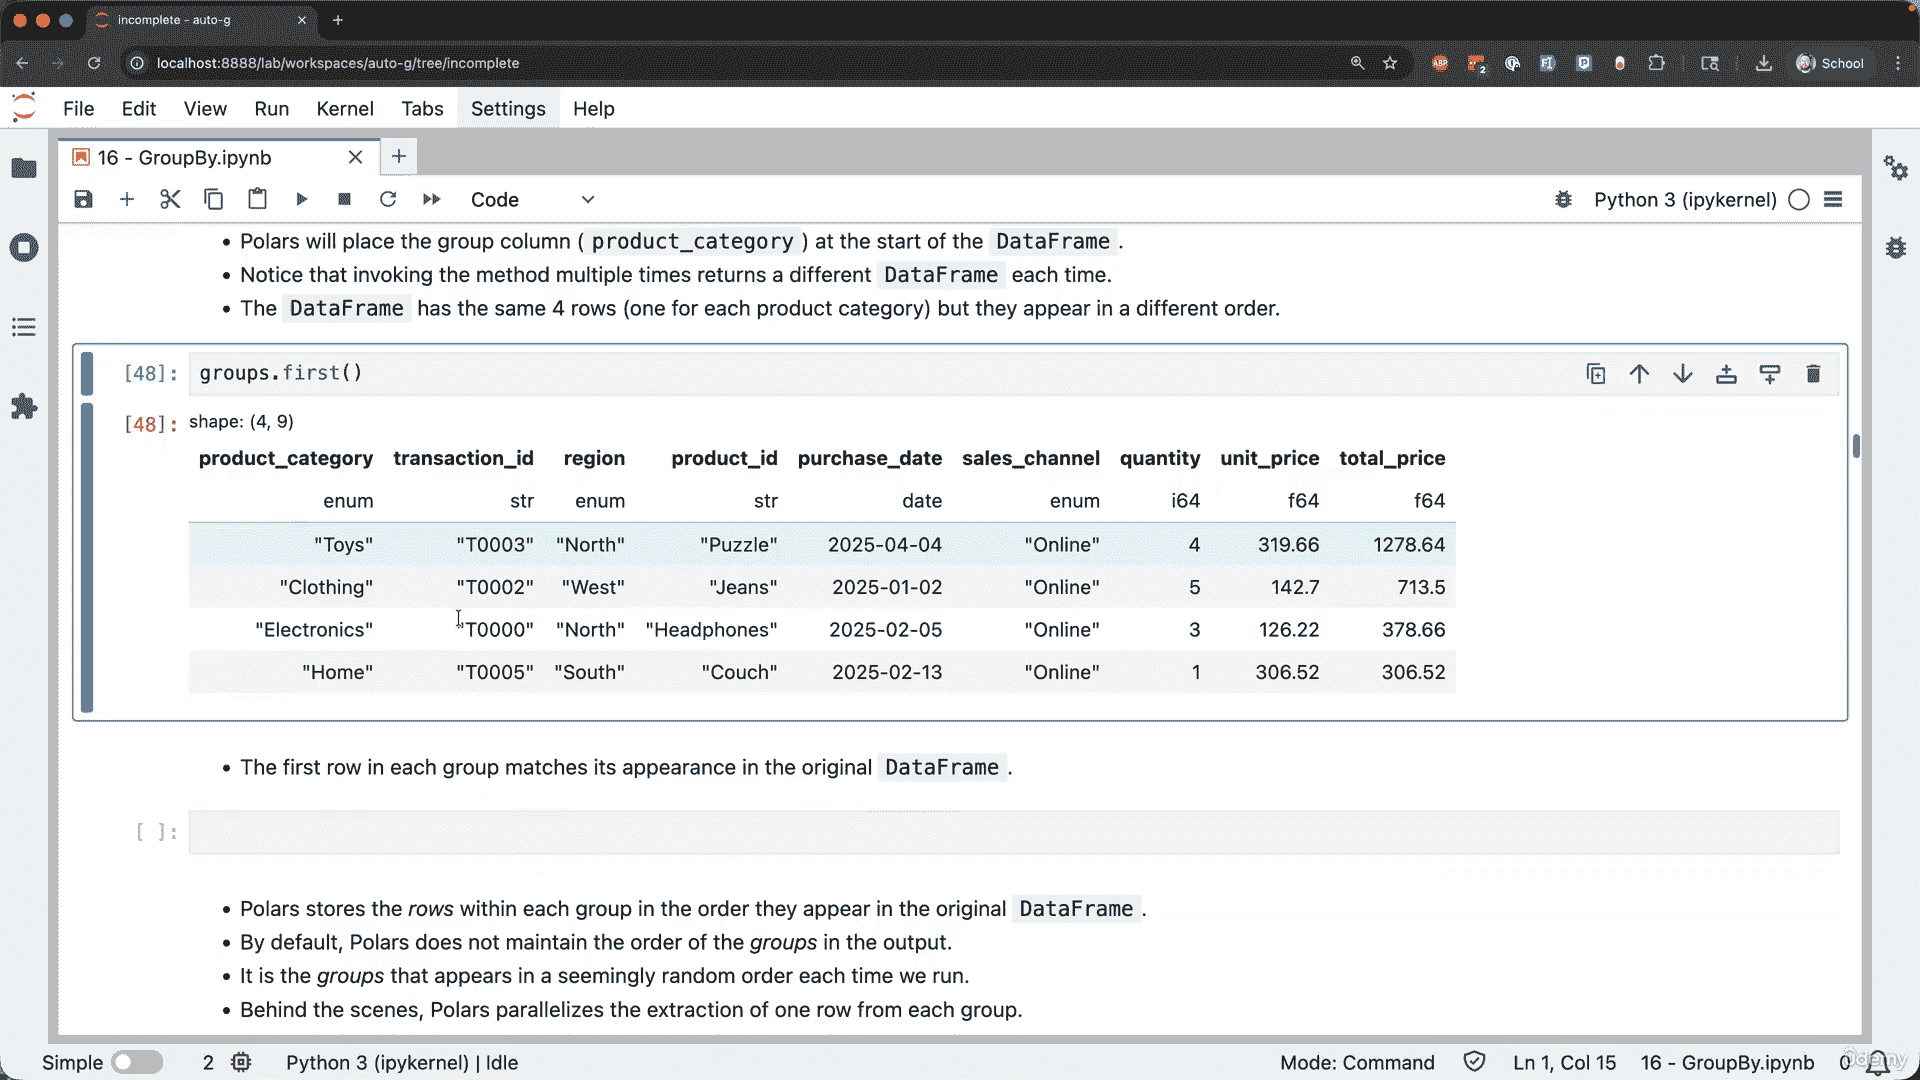 incomplete - auto-g
localhost:8888/lab/workspaces/auto-g/tree/incomplete
ABP
2
School
File Edit View Run Kernel Tabs Settings Help
16 - GroupBy.ipynb
Code
Python 3 (ipykernel)
• Polars will place the group column ( product_category ) at the start of the DataFrame .
• Notice that invoking the method multiple times returns a different DataFrame each time.
• The DataFrame has the same 4 rows (one for each product category) but they appear in a different order.
[48]: groups.first()
[48]: shape: (4, 9)
product_category transaction_id region product_id purchase_date sales_channel quantity unit_price total_price
enum str enum str date enum i64 f64 f64
"Toys" "T0003" "North" "Puzzle" 2025-04-04 "Online" 4 319.66 1278.64
"Clothing" "T0002" "West" "Jeans" 2025-01-02 "Online" 5 142.7 713.5
"Electronics" "T0000" "North" "Headphones" 2025-02-05 "Online" 3 126.22 378.66
"Home" "T0005" "South" "Couch" 2025-02-13 "Online" 1 306.52 306.52
• The first row in each group matches its appearance in the original DataFrame .
[ ]:
• Polars stores the rows within each group in the order they appear in the original DataFrame .
• By default, Polars does not maintain the order of the groups in the output.
• It is the groups that appears in a seemingly random order each time we run.
• Behind the scenes, Polars parallelizes the extraction of one row from each group.
Simple 2 Python 3 (ipykernel) | Idle Mode: Command Ln 1, Col 15 16 - GroupBy.ipynb 0
udemy